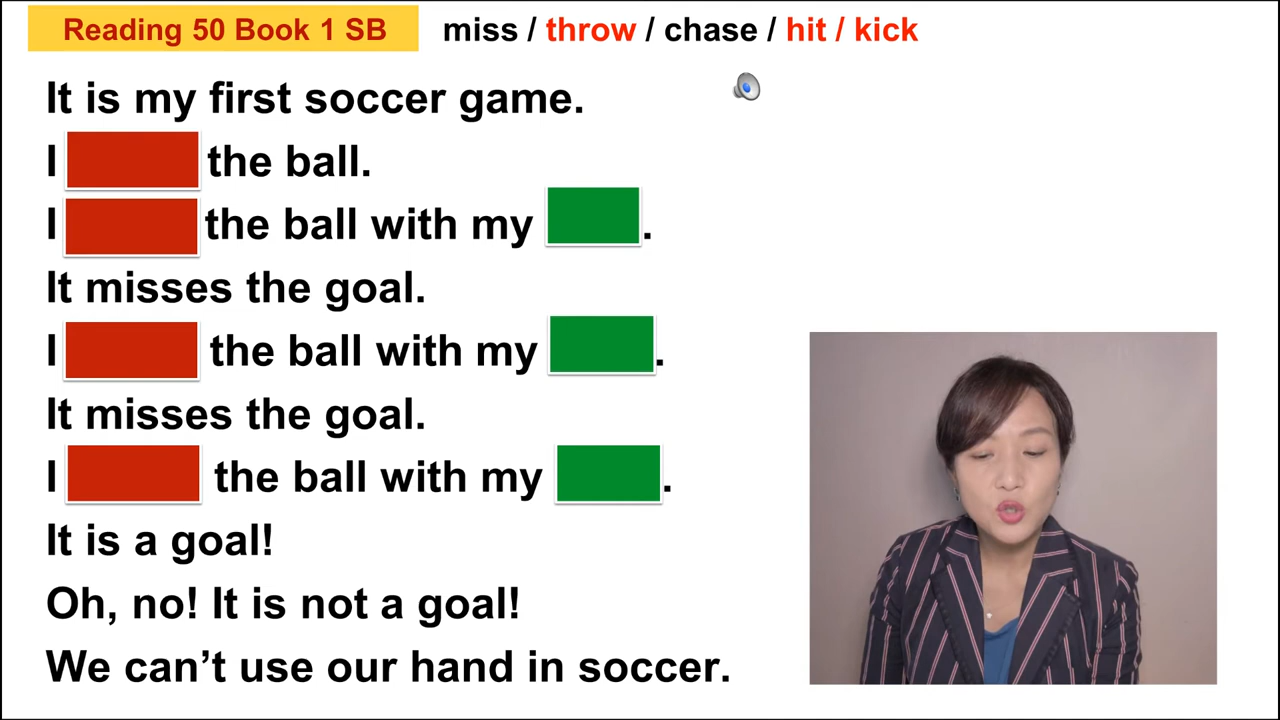 Reading 50 Book 1 SB
miss / throw / chase / hit / kick
It is my first soccer game.
I the ball.
I the ball with my .
It misses the goal.
I the ball with my .
It misses the goal.
I the ball with my .
It is a goal!
Oh, no! It is not a goal!
We can’t use our hand in soccer.